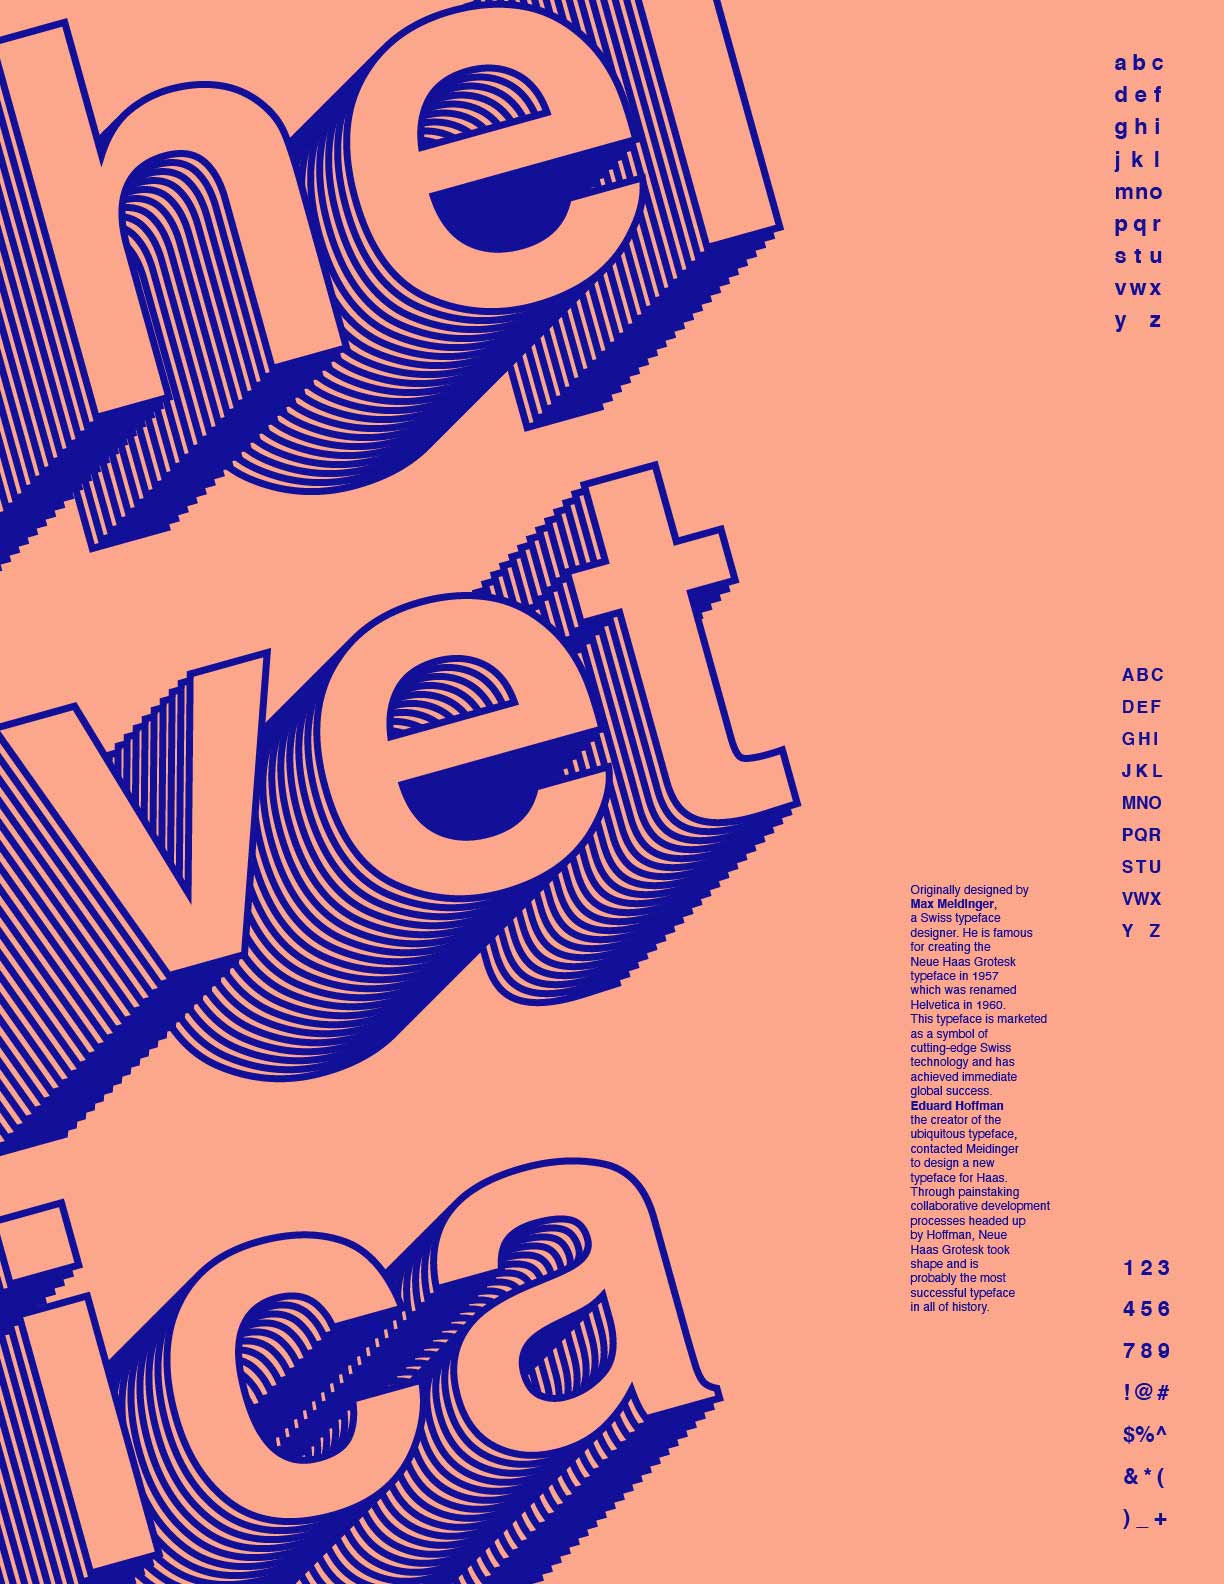 hel
vet
ica
a b c
d e f
g h i
j k l
mno
p q r
s t u
v w x
y z
A B C
D E F
G H I
J K L
MNO
PQR
S T U
VWX
Y Z
Originally designed by
Max Meidinger,
a Swiss typeface
designer. He is famous
for creating the
Neue Haas Grotesk
typeface in 1957
which was renamed
Helvetica in 1960.
This typeface is marketed
as a symbol of
cutting-edge Swiss
technology and has
achieved immediate
global success.
Eduard Hoffman
the creator of the
ubiquitous typeface,
contacted Meidinger
to design a new
typeface for Haas.
Through painstaking
collaborative development
processes headed up
by Hoffman, Neue
Haas Grotesk took
shape and is
probably the most
successful typeface
in all of history.
1 2 3
4 5 6
7 8 9
! @ #
$ % ^
& * (
) _ +